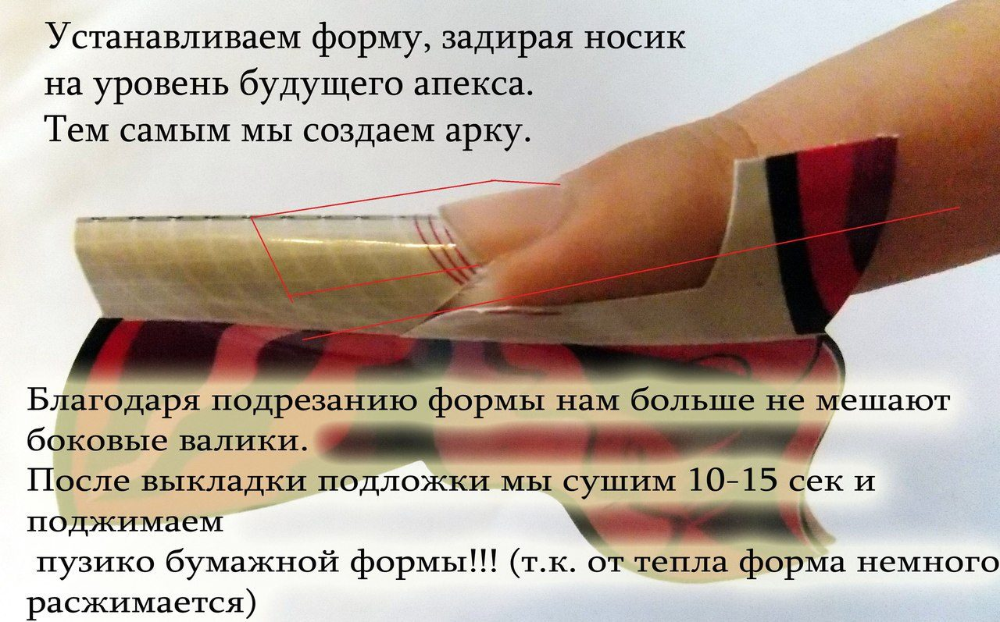 Устанавливаем форму, задирая носик
на уровень будущего апекса.
Тем самым мы создаем арку.
Благодаря подрезанию формы нам больше не мешают
боковые валики.
После выкладки подложки мы сушим 10-15 сек и
поджимаем
пузико бумажной формы!!! (т.к. от тепла форма немного
расжимается)